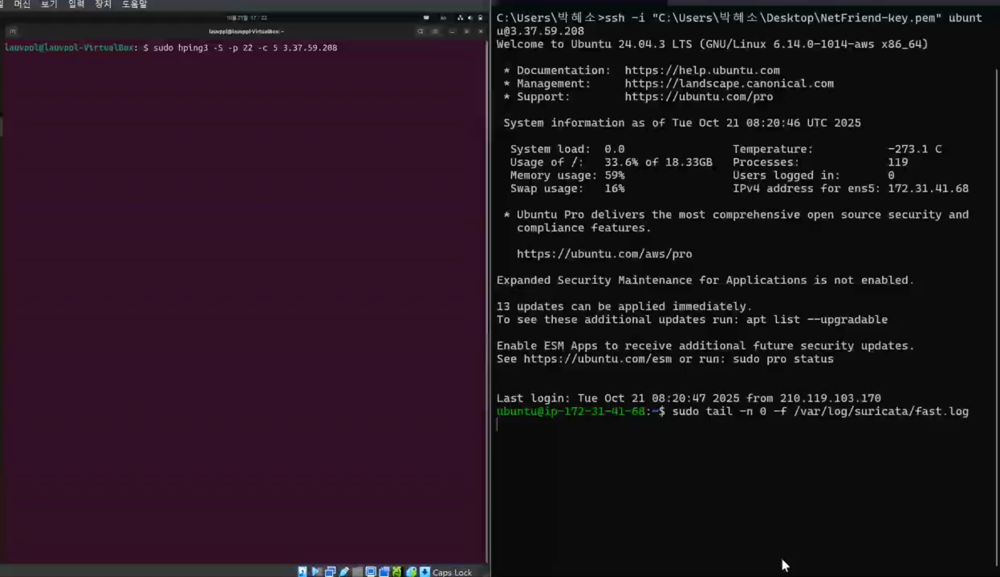 머신 보기 입력 장치 도움말
10월 21일 17 : 22
ko
lauvppl@lauvppl-VirtualBox: ~
lauvppl@lauvppl-VirtualBox: $ sudo hping3 -S -p 22 -c 5 3.37.59.208
Caps Lock
C:\Users\박혜소>ssh -i "C:\Users\박혜소\Desktop\NetFriend-key.pem" ubunt
u@3.37.59.208
Welcome to Ubuntu 24.04.3 LTS (GNU/Linux 6.14.0-1014-aws x86_64)
* Documentation:  https://help.ubuntu.com
* Management:     https://landscape.canonical.com
* Support:        https://ubuntu.com/pro
System information as of Tue Oct 21 08:20:46 UTC 2025
System load:  0.0                Temperature:           -273.1 C
Usage of /:   33.6% of 18.33GB   Processes:             119
Memory usage: 59%                Users logged in:       0
Swap usage:   16%                IPv4 address for ens5: 172.31.41.68
* Ubuntu Pro delivers the most comprehensive open source security and
compliance features.
https://ubuntu.com/aws/pro
Expanded Security Maintenance for Applications is not enabled.
13 updates can be applied immediately.
To see these additional updates run: apt list --upgradable
Enable ESM Apps to receive additional future security updates.
See https://ubuntu.com/esm or run: sudo pro status
Last login: Tue Oct 21 08:20:47 2025 from 210.119.103.170
ubuntu@ip-172-31-41-68:~$ sudo tail -n 0 -f /var/log/suricata/fast.log